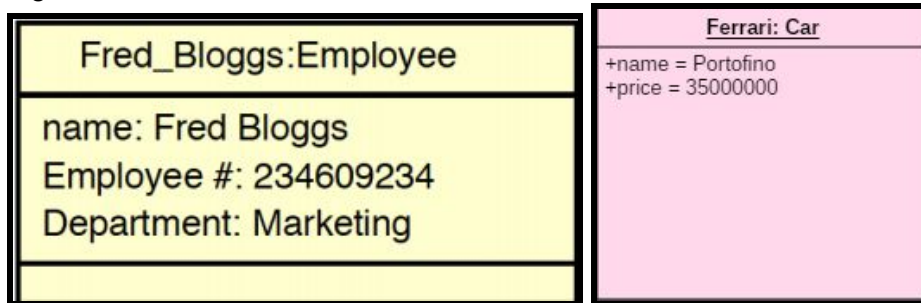 Fred_Bloggs:Employee
name: Fred Bloggs
Employee #: 234609234
Department: Marketing
Ferrari: Car
+name = Portofino
+price = 35000000